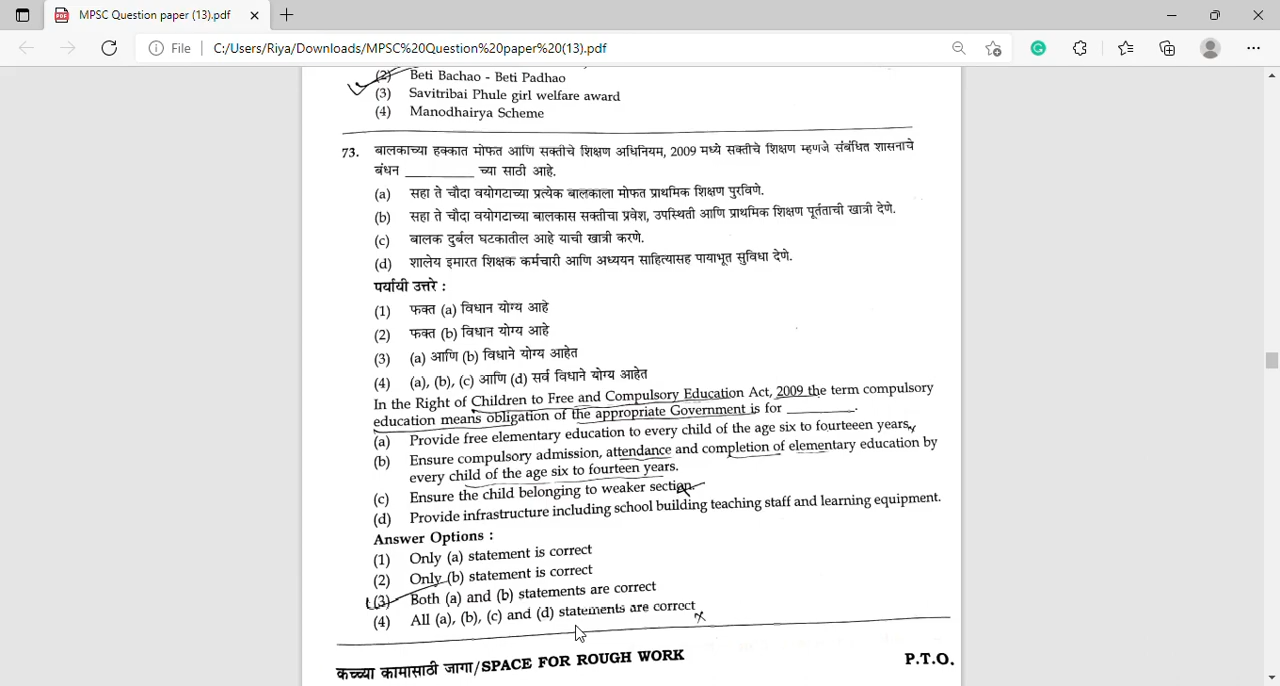 MPSC Question paper (13).pdf
File C:/Users/Riya/Downloads/MPSC%20Question%20paper%20(13).pdf
(2) Beti Bachao - Beti Padhao
(3) Savitribai Phule girl welfare award
(4) Manodhairya Scheme
73. बालकाच्या हक्कात मोफत आणि सक्तीचे शिक्षण अधिनियम, 2009 मध्ये सक्तीचे शिक्षण म्हणजे संबंधित शासनाचे
बंधन __________ च्या साठी आहे.
(a) सहा ते चौदा वयोगटाच्या प्रत्येक बालकाला मोफत प्राथमिक शिक्षण पुरविणे.
(b) सहा ते चौदा वयोगटाच्या बालकास सक्तीचा प्रवेश, उपस्थिती आणि प्राथमिक शिक्षण पूर्तताची खात्री देणे.
(c) बालक दुर्बल घटकातील आहे याची खात्री करणे.
(d) शालेय इमारत शिक्षक कर्मचारी आणि अध्ययन साहित्यासह पायाभूत सुविधा देणे.
पर्यायी उत्तरे :
(1) फक्त (a) विधान योग्य आहे
(2) फक्त (b) विधान योग्य आहे
(3) (a) आणि (b) विधाने योग्य आहेत
(4) (a), (b), (c) आणि (d) सर्व विधाने योग्य आहेत
In the Right of Children to Free and Compulsory Education Act, 2009 the term compulsory
education means obligation of the appropriate Government is for __________.
(a) Provide free elementary education to every child of the age six to fourteeen years.
(b) Ensure compulsory admission, attendance and completion of elementary education by
every child of the age six to fourteen years.
(c) Ensure the child belonging to weaker section.
(d) Provide infrastructure including school building teaching staff and learning equipment.
Answer Options :
(1) Only (a) statement is correct
(2) Only (b) statement is correct
(3) Both (a) and (b) statements are correct
(4) All (a), (b), (c) and (d) statements are correct
कच्च्या कामासाठी जागा/SPACE FOR ROUGH WORK P.T.O.